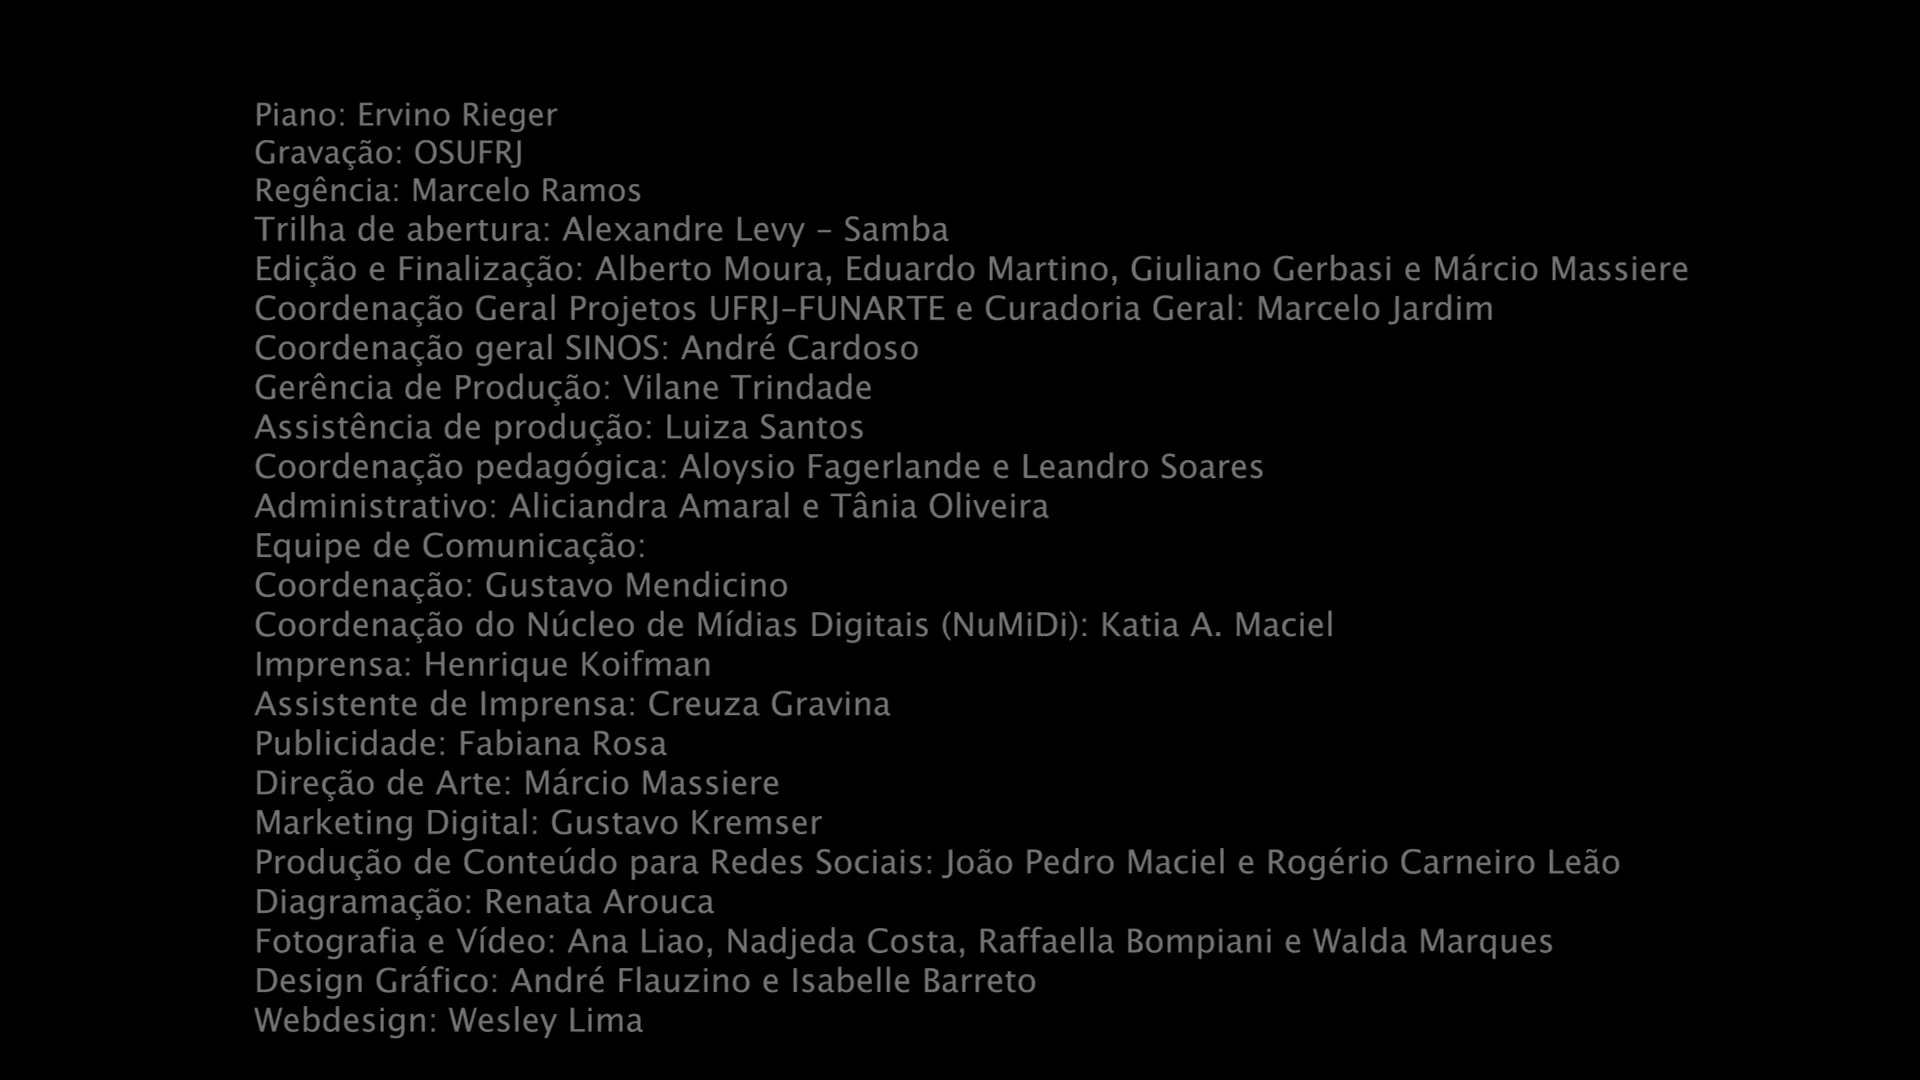 Piano: Ervino Rieger
Gravação: OSUFRJ
Regência: Marcelo Ramos
Trilha de abertura: Alexandre Levy – Samba
Edição e Finalização: Alberto Moura, Eduardo Martino, Giuliano Gerbasi e Márcio Massiere
Coordenação Geral Projetos UFRJ-FUNARTE e Curadoria Geral: Marcelo Jardim
Coordenação geral SINOS: André Cardoso
Gerência de Produção: Vilane Trindade
Assistência de produção: Luiza Santos
Coordenação pedagógica: Aloysio Fagerlande e Leandro Soares
Administrativo: Aliciandra Amaral e Tânia Oliveira
Equipe de Comunicação:
Coordenação: Gustavo Mendicino
Coordenação do Núcleo de Mídias Digitais (NuMiDi): Katia A. Maciel
Imprensa: Henrique Koifman
Assistente de Imprensa: Creuza Gravina
Publicidade: Fabiana Rosa
Direção de Arte: Márcio Massiere
Marketing Digital: Gustavo Kremser
Produção de Conteúdo para Redes Sociais: João Pedro Maciel e Rogério Carneiro Leão
Diagramação: Renata Arouca
Fotografia e Vídeo: Ana Liao, Nadjeda Costa, Raffaella Bompiani e Walda Marques
Design Gráfico: André Flauzino e Isabelle Barreto
Webdesign: Wesley Lima